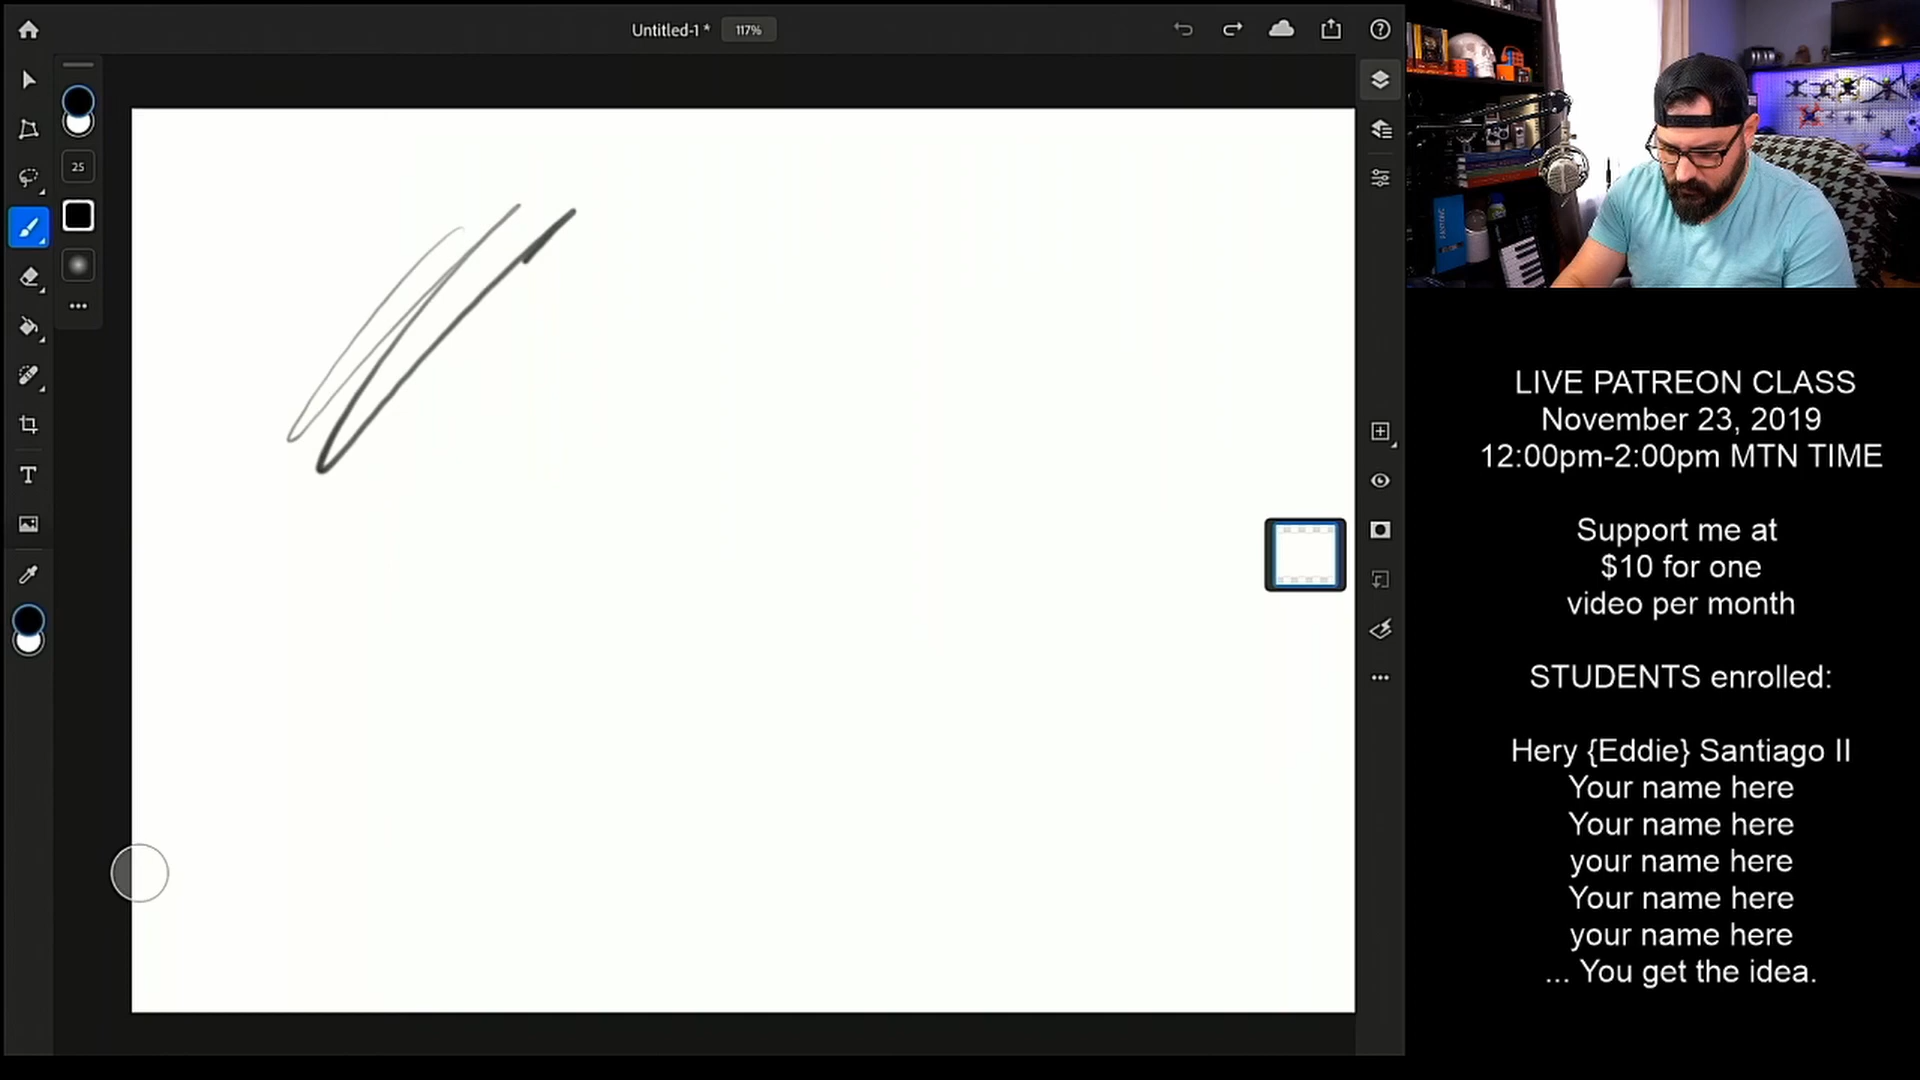 Untitled-1 *
117%
25
T
LIVE PATREON CLASS
November 23, 2019
12:00pm-2:00pm MTN TIME
Support me at
$10 for one
video per month
STUDENTS enrolled:
Hery {Eddie} Santiago II
Your name here
Your name here
your name here
Your name here
your name here
... You get the idea.